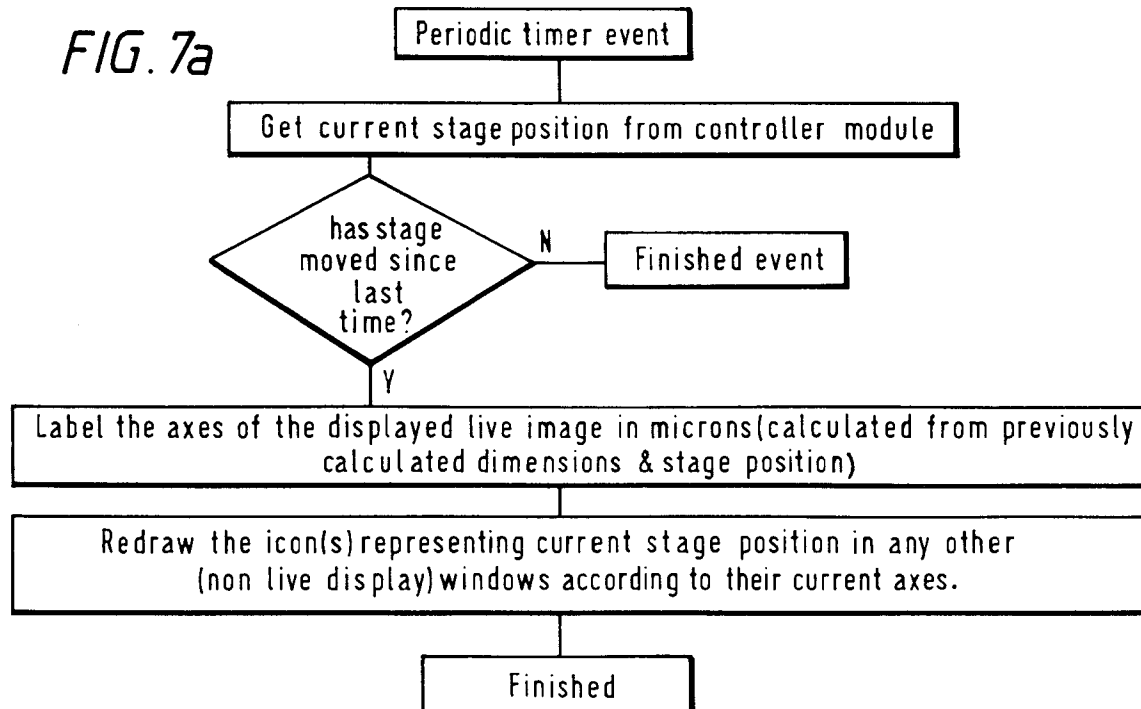 FIG. 7a
Periodic timer event
Get current stage position from controller module
has stage
moved since
last
time?
N
Finished event
Y
Label the axes of the displayed live image in microns(calculated from previously
calculated dimensions & stage position)
Redraw the icon(s) representing current stage position in any other
(non live display) windows according to their current axes.
Finished